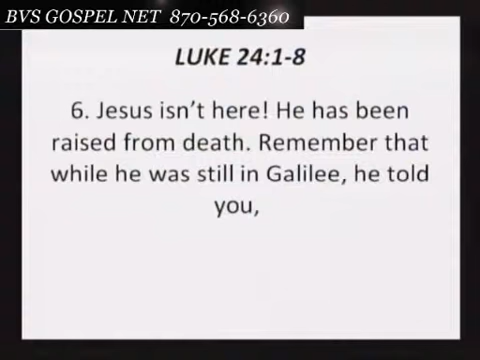 BVS GOSPEL NET 870-568-6360
LUKE 24:1-8
6. Jesus isn't here! He has been
raised from death. Remember that
while he was still in Galilee, he told
you,